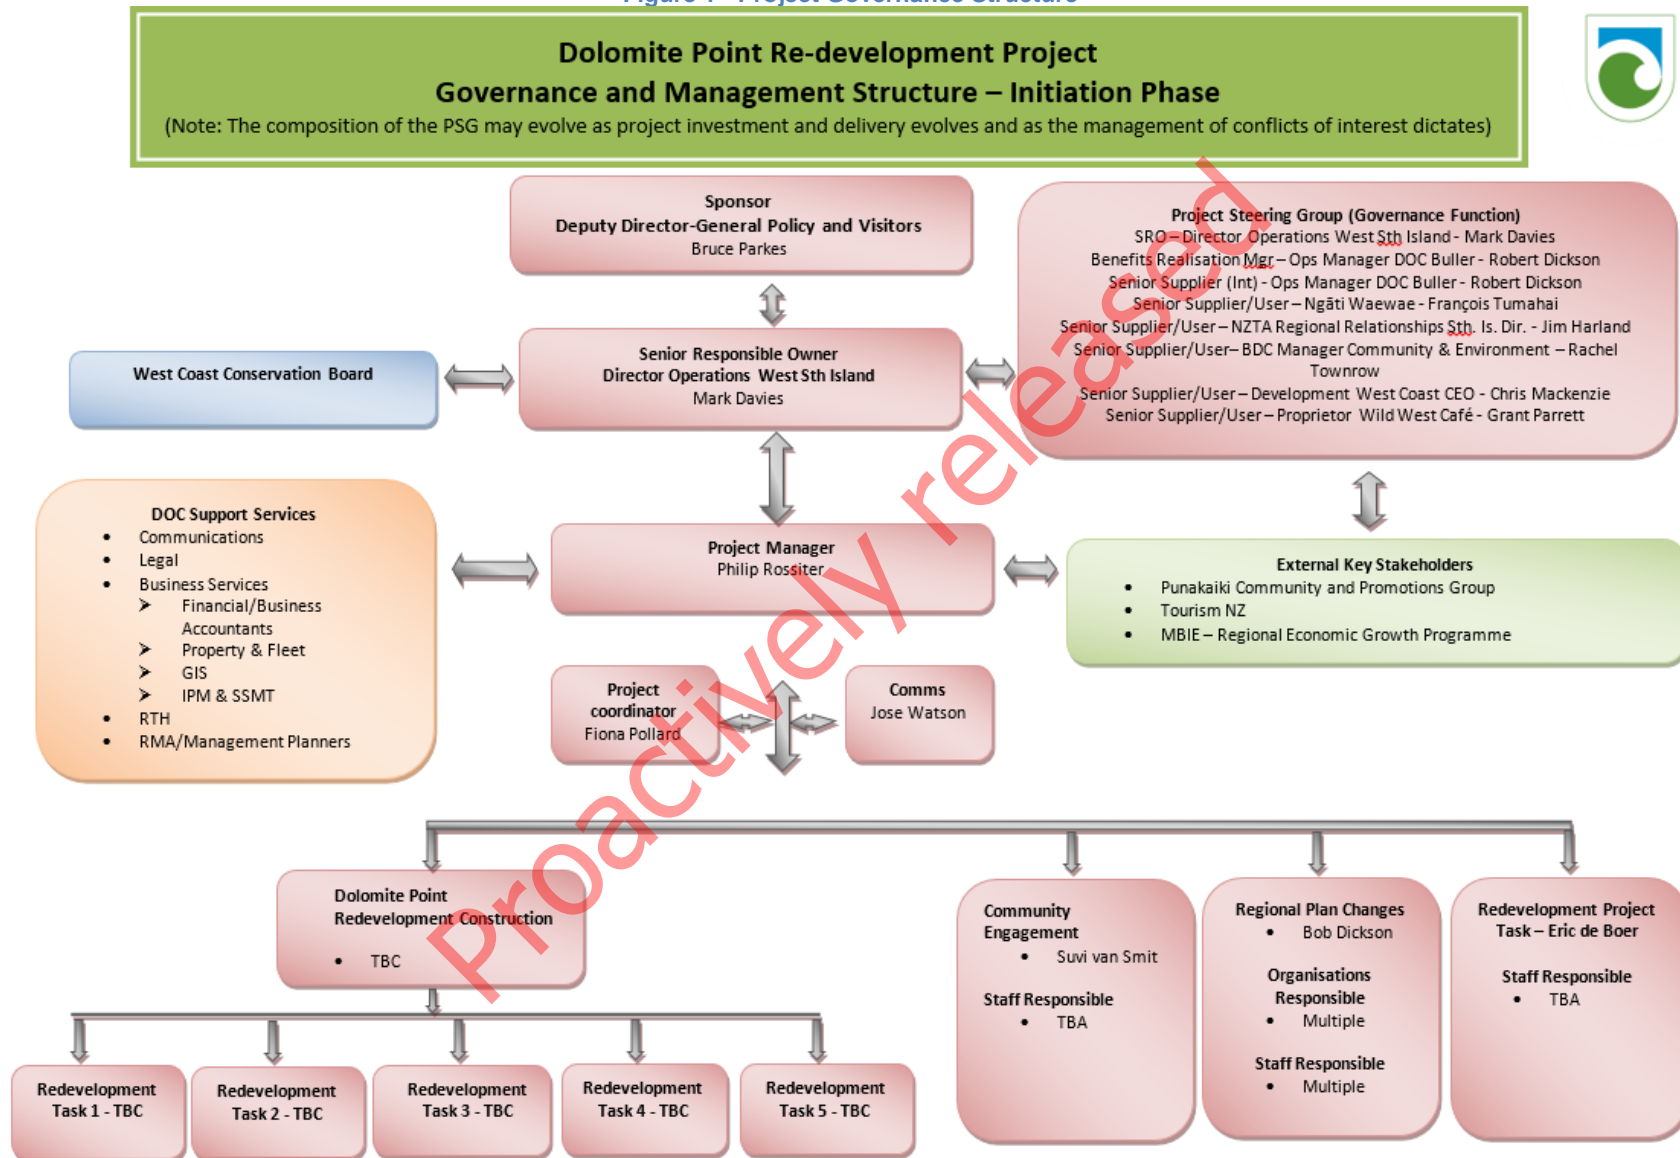 Figure 1 - Project Governance Structure
Dolomite Point Re-development Project
Governance and Management Structure – Initiation Phase
(Note: The composition of the PSG may evolve as project investment and delivery evolves and as the management of conflicts of interest dictates)
Sponsor
Deputy Director-General Policy and Visitors
Bruce Parkes
Project Steering Group (Governance Function)
SRO – Director Operations West Sth Island - Mark Davies
Benefits Realisation Mgr – Ops Manager DOC Buller - Robert Dickson
Senior Supplier (Int) - Ops Manager DOC Buller - Robert Dickson
Senior Supplier/User – Ngāti Waewae - François Tumahai
Senior Supplier/User – NZTA Regional Relationships Sth. Is. Dir. - Jim Harland
Senior Supplier/User– BDC Manager Community & Environment – Rachel
Townrow
Senior Supplier/User – Development West Coast CEO - Chris Mackenzie
Senior Supplier/User – Proprietor Wild West Café - Grant Parrett
West Coast Conservation Board
Senior Responsible Owner
Director Operations West Sth Island
Mark Davies
DOC Support Services
• Communications
• Legal
• Business Services
➢ Financial/Business
Accountants
➢ Property & Fleet
➢ GIS
➢ IPM & SSMT
• RTH
• RMA/Management Planners
Project Manager
Philip Rossiter
External Key Stakeholders
• Punakaiki Community and Promotions Group
• Tourism NZ
• MBIE – Regional Economic Growth Programme
Project
coordinator
Fiona Pollard
Comms
Jose Watson
Dolomite Point
Redevelopment Construction
• TBC
Community
Engagement
• Suvi van Smit
Staff Responsible
• TBA
Regional Plan Changes
• Bob Dickson
Organisations
Responsible
• Multiple
Staff Responsible
• Multiple
Redevelopment Project
Task – Eric de Boer
Staff Responsible
• TBA
Redevelopment
Task 1 - TBC
Redevelopment
Task 2 - TBC
Redevelopment
Task 3 - TBC
Redevelopment
Task 4 - TBC
Redevelopment
Task 5 - TBC
Proactively released